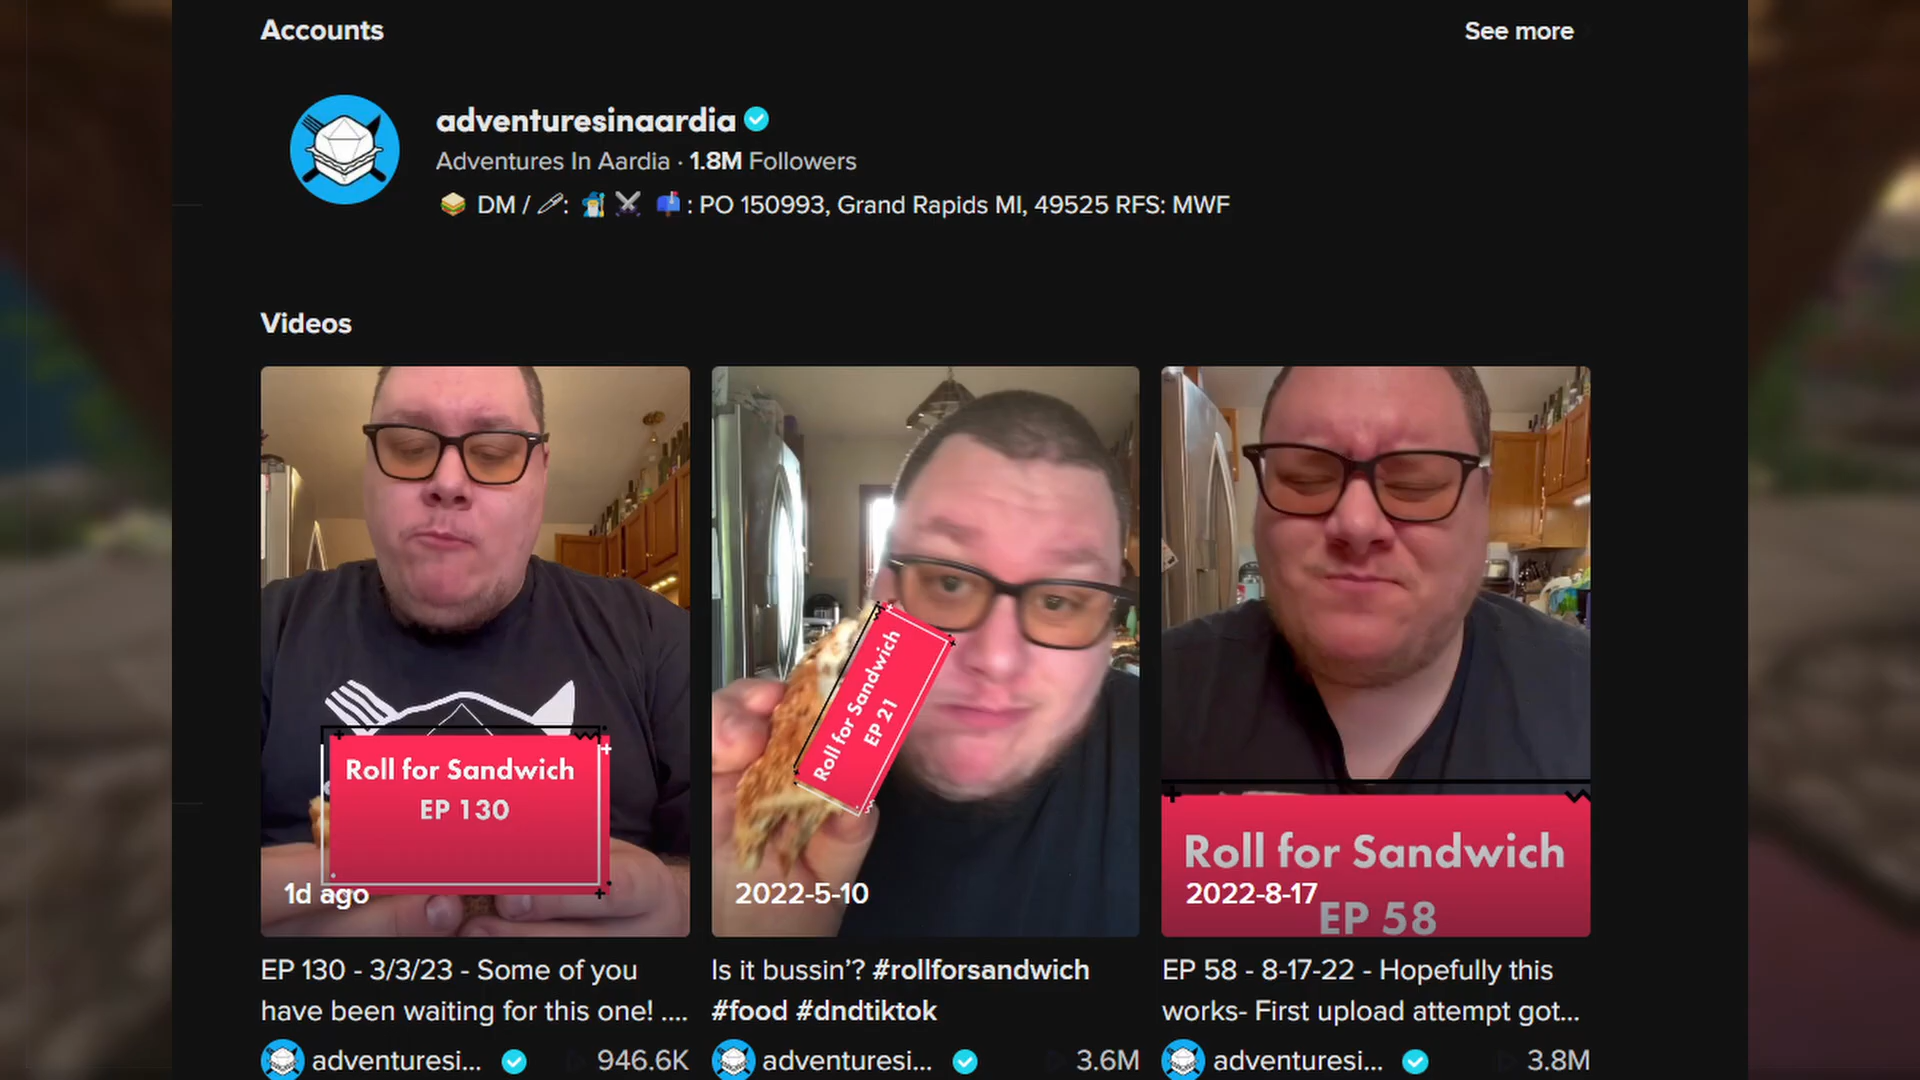 Accounts
See more
adventuresinaardia
Adventures In Aardia · 1.8M Followers
🥪 DM / 🖊: 🧙‍♂️ ⚔️ 📫 : PO 150993, Grand Rapids MI, 49525 RFS: MWF
Videos
Roll for Sandwich
EP 130
1d ago
Roll for Sandwich
EP 21
2022-5-10
Roll for Sandwich
2022-8-17
EP 58
EP 130 - 3/3/23 - Some of you
have been waiting for this one! ....
adventuresi...
946.6K
Is it bussin’? #rollforsandwich
#food #dndtiktok
adventuresi...
3.6M
EP 58 - 8-17-22 - Hopefully this
works- First upload attempt got...
adventuresi...
3.8M